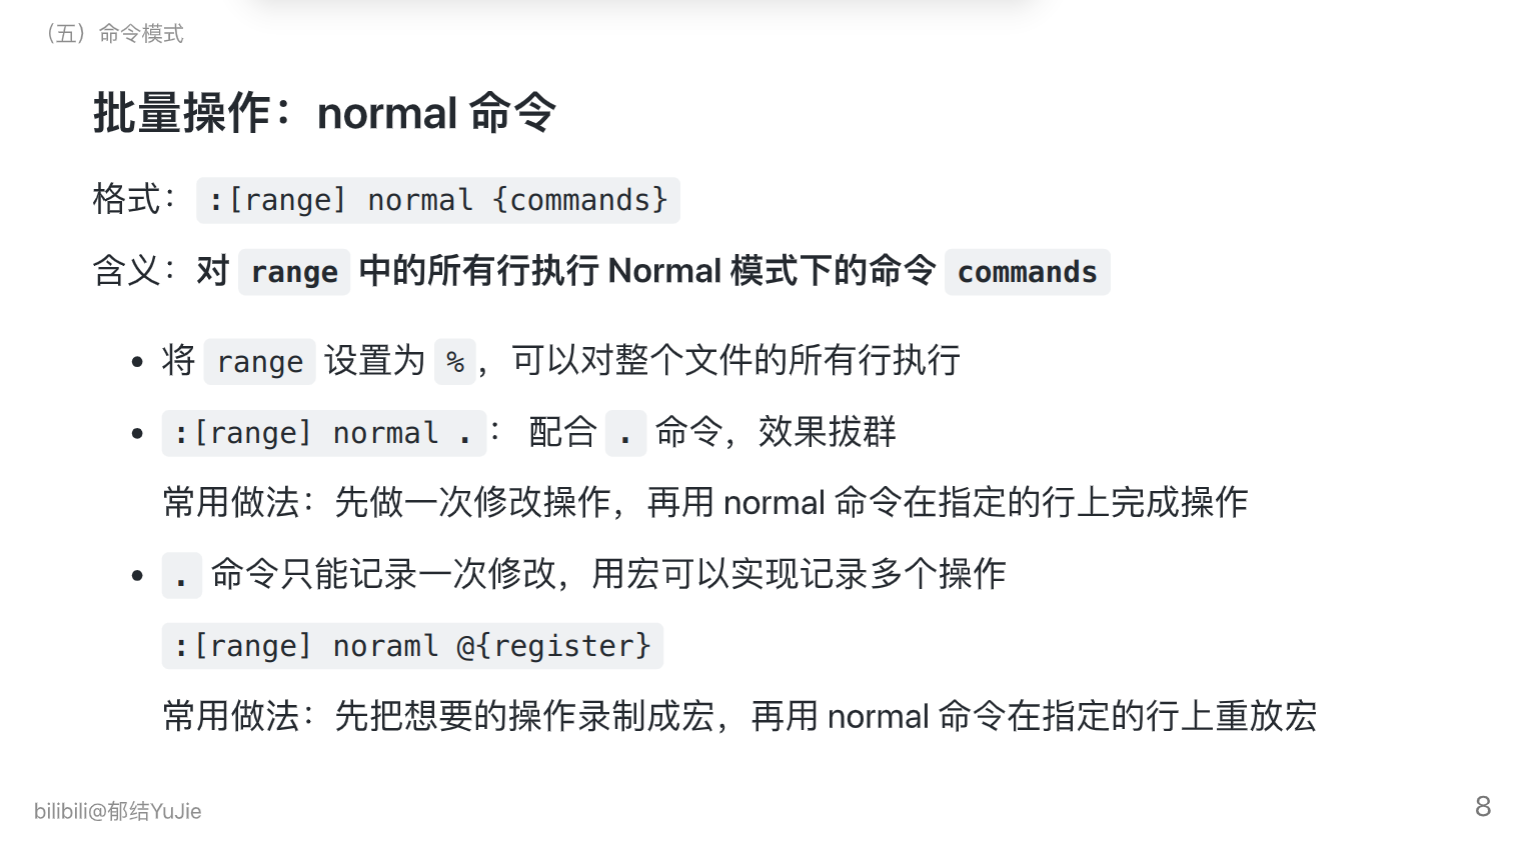 （五）命令模式
批量操作：normal 命令
格式： :[range] normal {commands}
含义：对 range 中的所有行执行 Normal 模式下的命令 commands
• 将 range 设置为 %，可以对整个文件的所有行执行
• :[range] normal . ： 配合 . 命令，效果拔群
常用做法：先做一次修改操作，再用 normal 命令在指定的行上完成操作
• . 命令只能记录一次修改，用宏可以实现记录多个操作
:[range] noraml @{register}
常用做法：先把想要的操作录制成宏，再用 normal 命令在指定的行上重放宏
bilibili@郁结YuJie
8